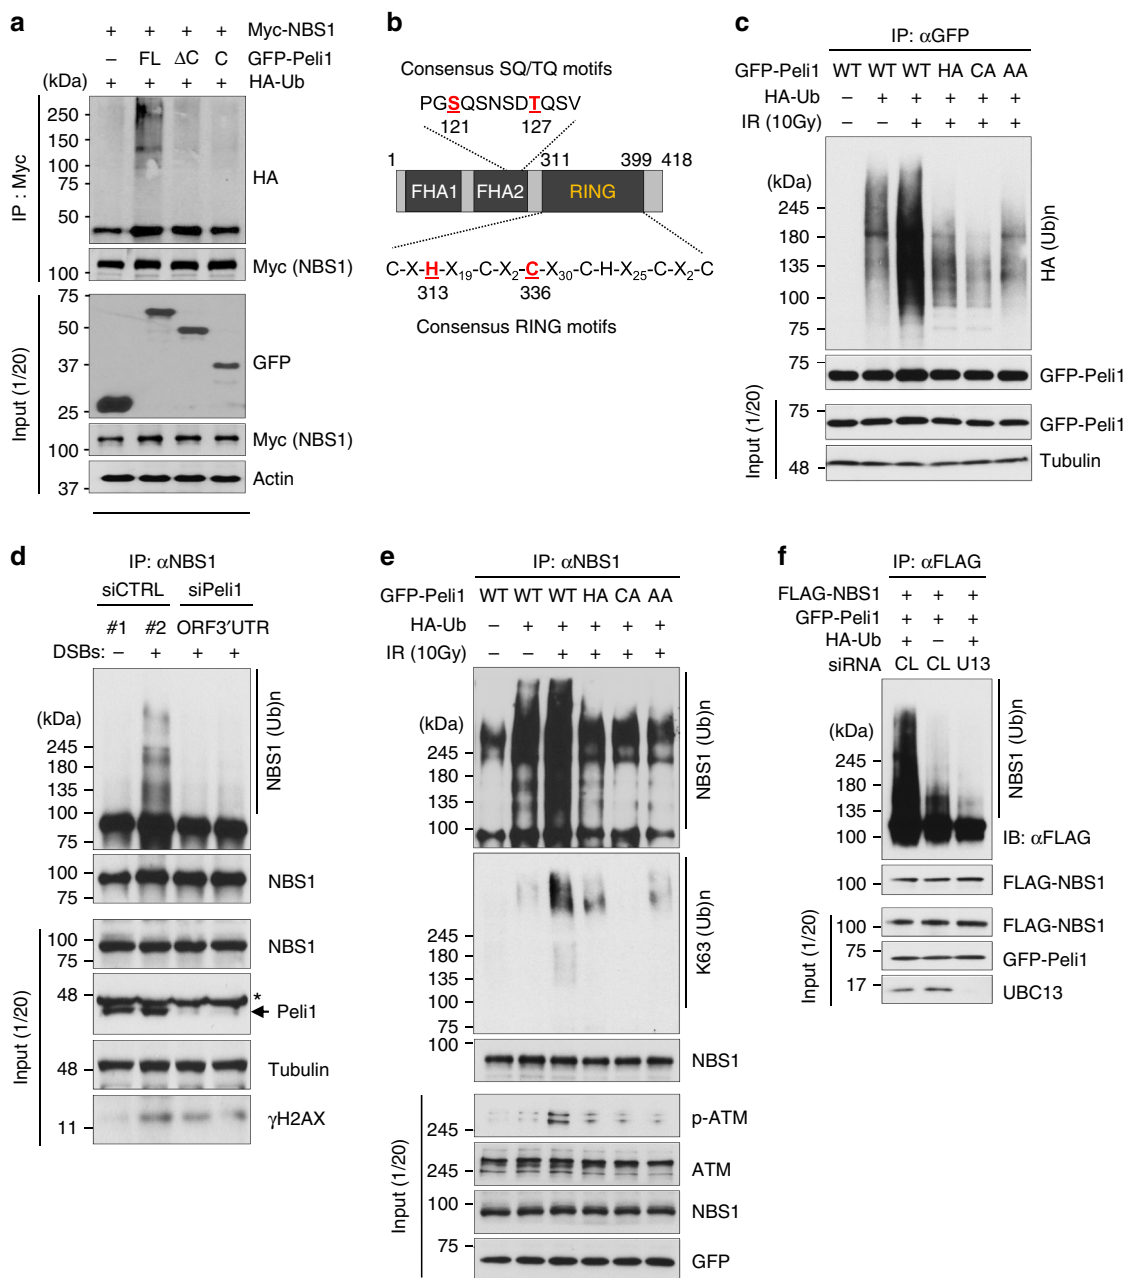 a
+ + + + Myc-NBS1
– FL ΔC C GFP-Peli1
(kDa) + + + + HA-Ub
IP : Myc
250
150
100
75
50
HA
100
Myc (NBS1)
Input (1/20)
75
50
37
25
GFP
100
Myc (NBS1)
37
Actin
b
Consensus SQ/TQ motifs
PGSQSNSDTQSV
121 127
1 311 399 418
FHA1 FHA2 RING
C-X-H-X19-C-X2-C-X30-C-H-X25-C-X2-C
313 336
Consensus RING motifs
c
IP: αGFP
GFP-Peli1 WT WT WT HA CA AA
HA-Ub – + + + + +
IR (10Gy) – – + + + +
(kDa)
245
180
135
100
75
HA (Ub)n
75
GFP-Peli1
Input (1/20)
75
GFP-Peli1
48
Tubulin
d
IP: αNBS1
siCTRL siPeli1
#1 #2 ORF3′UTR
DSBs: – + + +
(kDa)
245
180
135
100
75
NBS1 (Ub)n
100
75
NBS1
Input (1/20)
100
75
NBS1
48
*
Peli1
48
Tubulin
11
γH2AX
e
IP: αNBS1
GFP-Peli1 WT WT WT HA CA AA
HA-Ub – + + + + +
IR (10Gy) – – + + + +
(kDa)
245
180
135
100
NBS1 (Ub)n
245
180
135
100
75
K63 (Ub)n
100
NBS1
Input (1/20)
245
p-ATM
245
ATM
100
NBS1
75
GFP
f
IP: αFLAG
FLAG-NBS1 + + +
GFP-Peli1 + + +
HA-Ub + – +
siRNA CL CL U13
(kDa)
245
180
135
100
NBS1 (Ub)n
IB: αFLAG
100
FLAG-NBS1
Input (1/20)
100
FLAG-NBS1
75
GFP-Peli1
17
UBC13